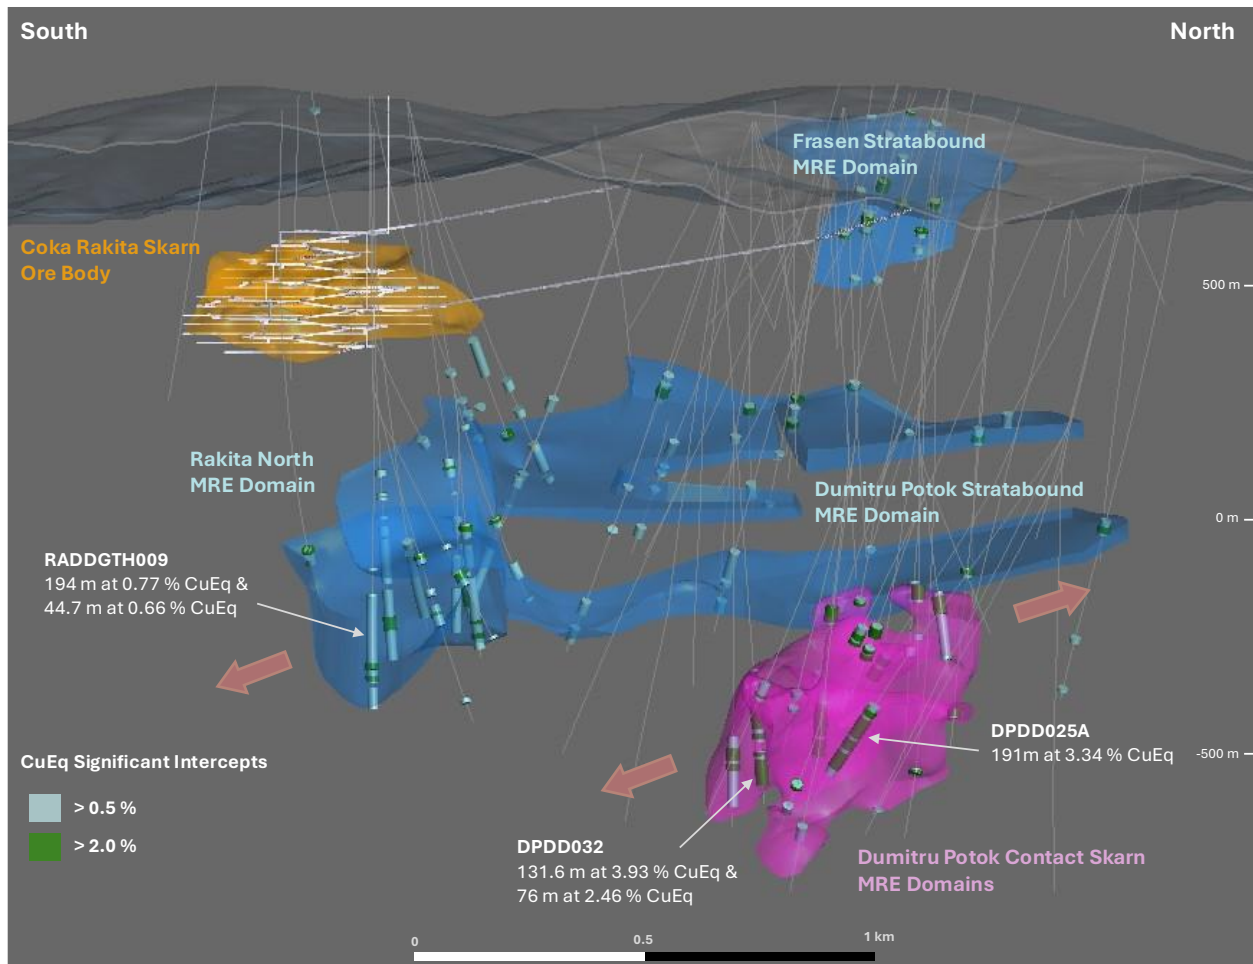 South
North
Frasen Stratabound
MRE Domain
Coka Rakita Skarn
Ore Body
500 m
Rakita North
MRE Domain
Dumitru Potok Stratabound
MRE Domain
0 m
RADDGTH009
194 m at 0.77 % CuEq &
44.7 m at 0.66 % CuEq
DPDD025A
191m at 3.34 % CuEq
-500 m
CuEq Significant Intercepts
> 0.5 %
> 2.0 %
DPDD032
131.6 m at 3.93 % CuEq &
76 m at 2.46 % CuEq
Dumitru Potok Contact Skarn
MRE Domains
0
0.5
1 km